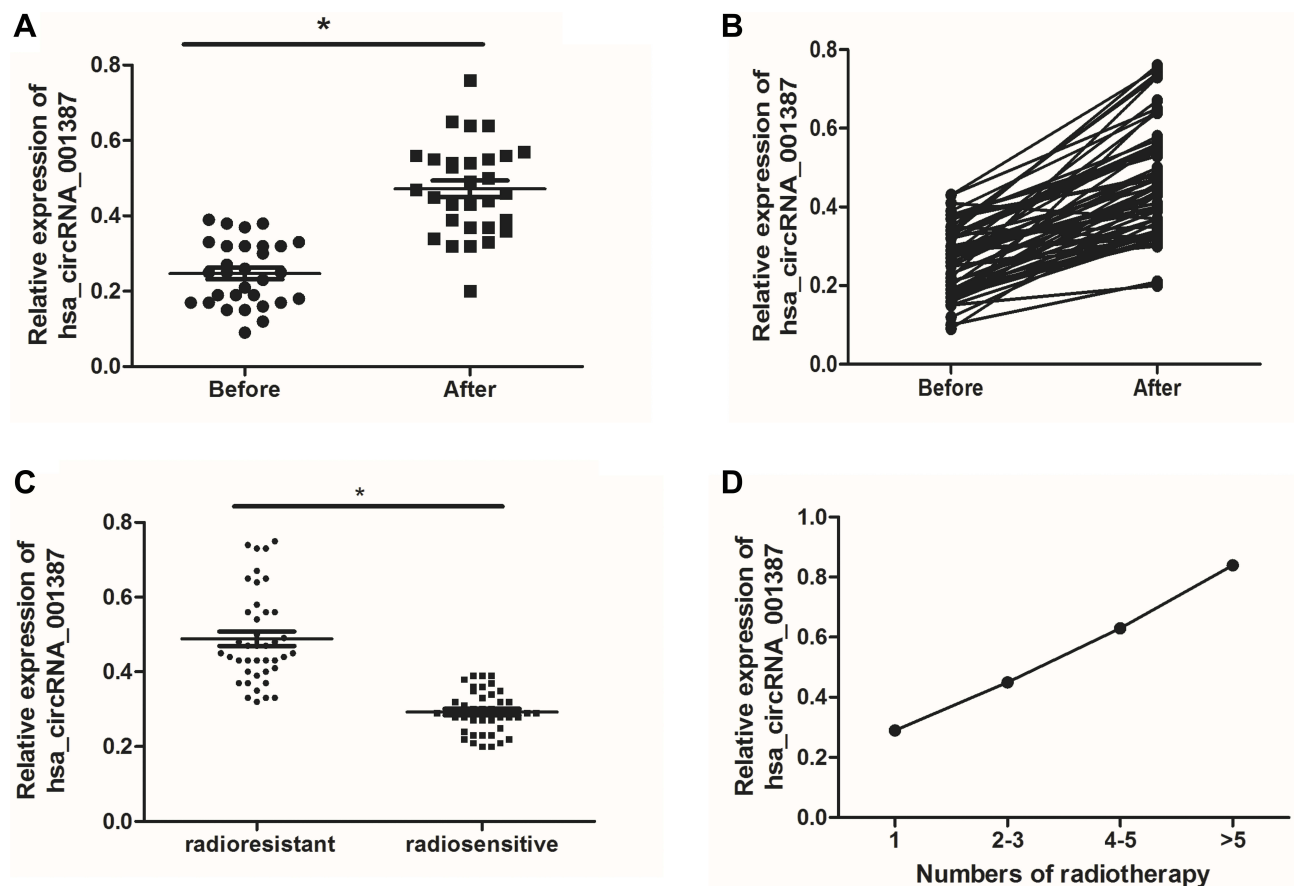 A
*
Relative expression of
hsa_circRNA_001387
0.8
0.6
0.4
0.2
0.0
Before
After
B
Relative expression of
hsa_circRNA_001387
0.8
0.6
0.4
0.2
0.0
Before
After
C
*
Relative expression of
hsa_circRNA_001387
0.8
0.6
0.4
0.2
0.0
radioresistant
radiosensitive
D
Relative expression of
hsa_circRNA_001387
1.0
0.8
0.6
0.4
0.2
0.0
1
2-3
4-5
>5
Numbers of radiotherapy